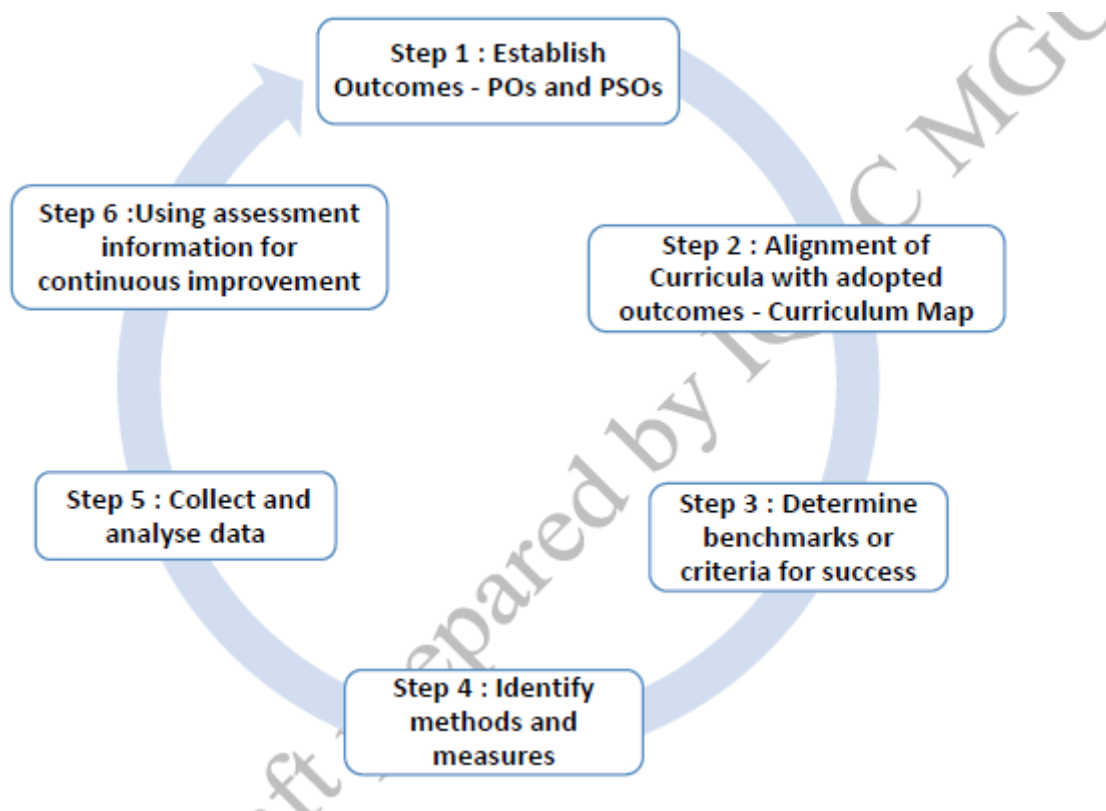 Step 1 : Establish
Outcomes - POs and PSOs
Step 2 : Alignment of
Curricula with adopted
outcomes - Curriculum Map
Step 3 : Determine
benchmarks or
criteria for success
Step 4 : Identify
methods and
measures
Step 5 : Collect and
analyse data
Step 6 :Using assessment
information for
continuous improvement
by